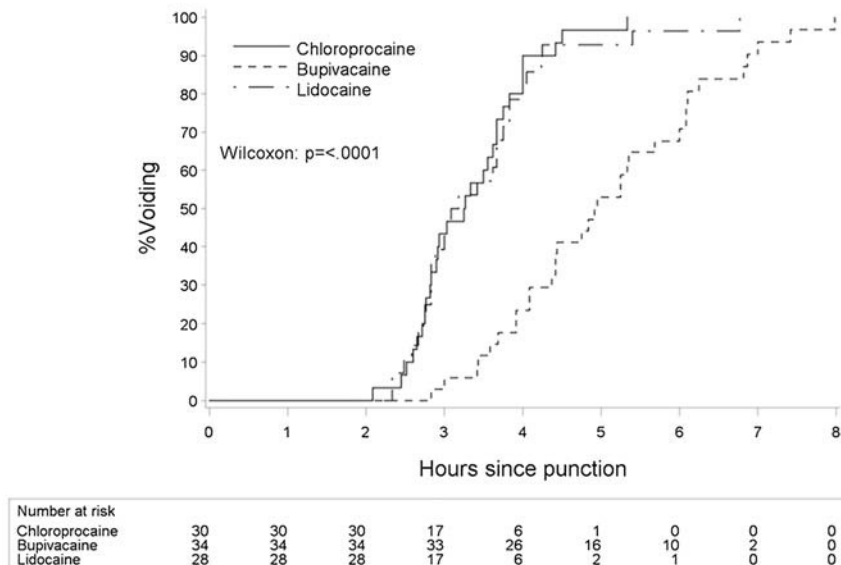 100
90
80
70
60
50
40
30
20
10
0
%Voiding
Chloroprocaine
Bupivacaine
Lidocaine
Wilcoxon: p=<.0001
0 1 2 3 4 5 6 7 8
Hours since punction
Number at risk
Chloroprocaine 30 30 30 17 6 1 0 0 0
Bupivacaine 34 34 34 33 26 16 10 2 0
Lidocaine 28 28 28 17 6 2 1 0 0